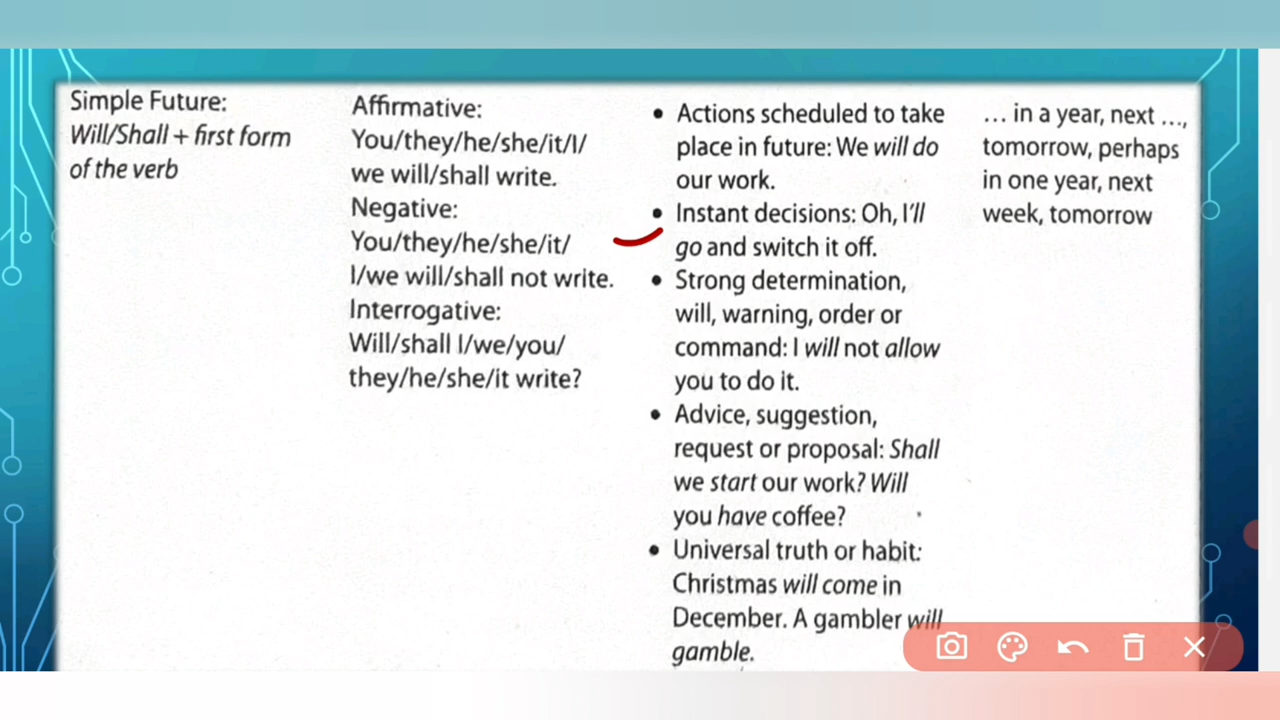 Simple Future:
Will/Shall + first form
of the verb
Affirmative:
You/they/he/she/it/I/
we will/shall write.
Negative:
You/they/he/she/it/
I/we will/shall not write.
Interrogative:
Will/shall I/we/you/
they/he/she/it write?
• Actions scheduled to take
place in future: We will do
our work.
• Instant decisions: Oh, I'll
go and switch it off.
• Strong determination,
will, warning, order or
command: I will not allow
you to do it.
• Advice, suggestion,
request or proposal: Shall
we start our work? Will
you have coffee?
• Universal truth or habit:
Christmas will come in
December. A gambler will
gamble.
... in a year, next ...,
tomorrow, perhaps
in one year, next
week, tomorrow